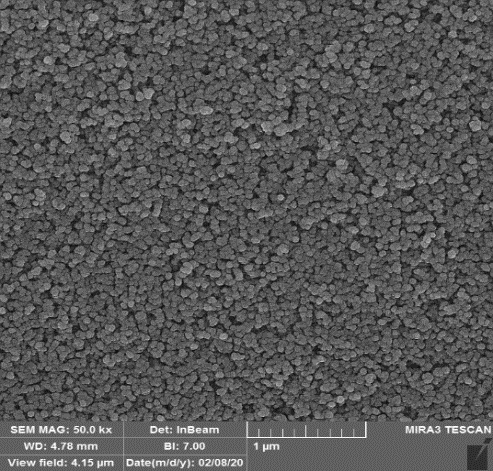 SEM MAG: 50.0 kx
Det: InBeam
MIRA3 TESCAN
WD: 4.78 mm
BI: 7.00
1 µm
View field: 4.15 µm
Date(m/d/y): 02/08/20